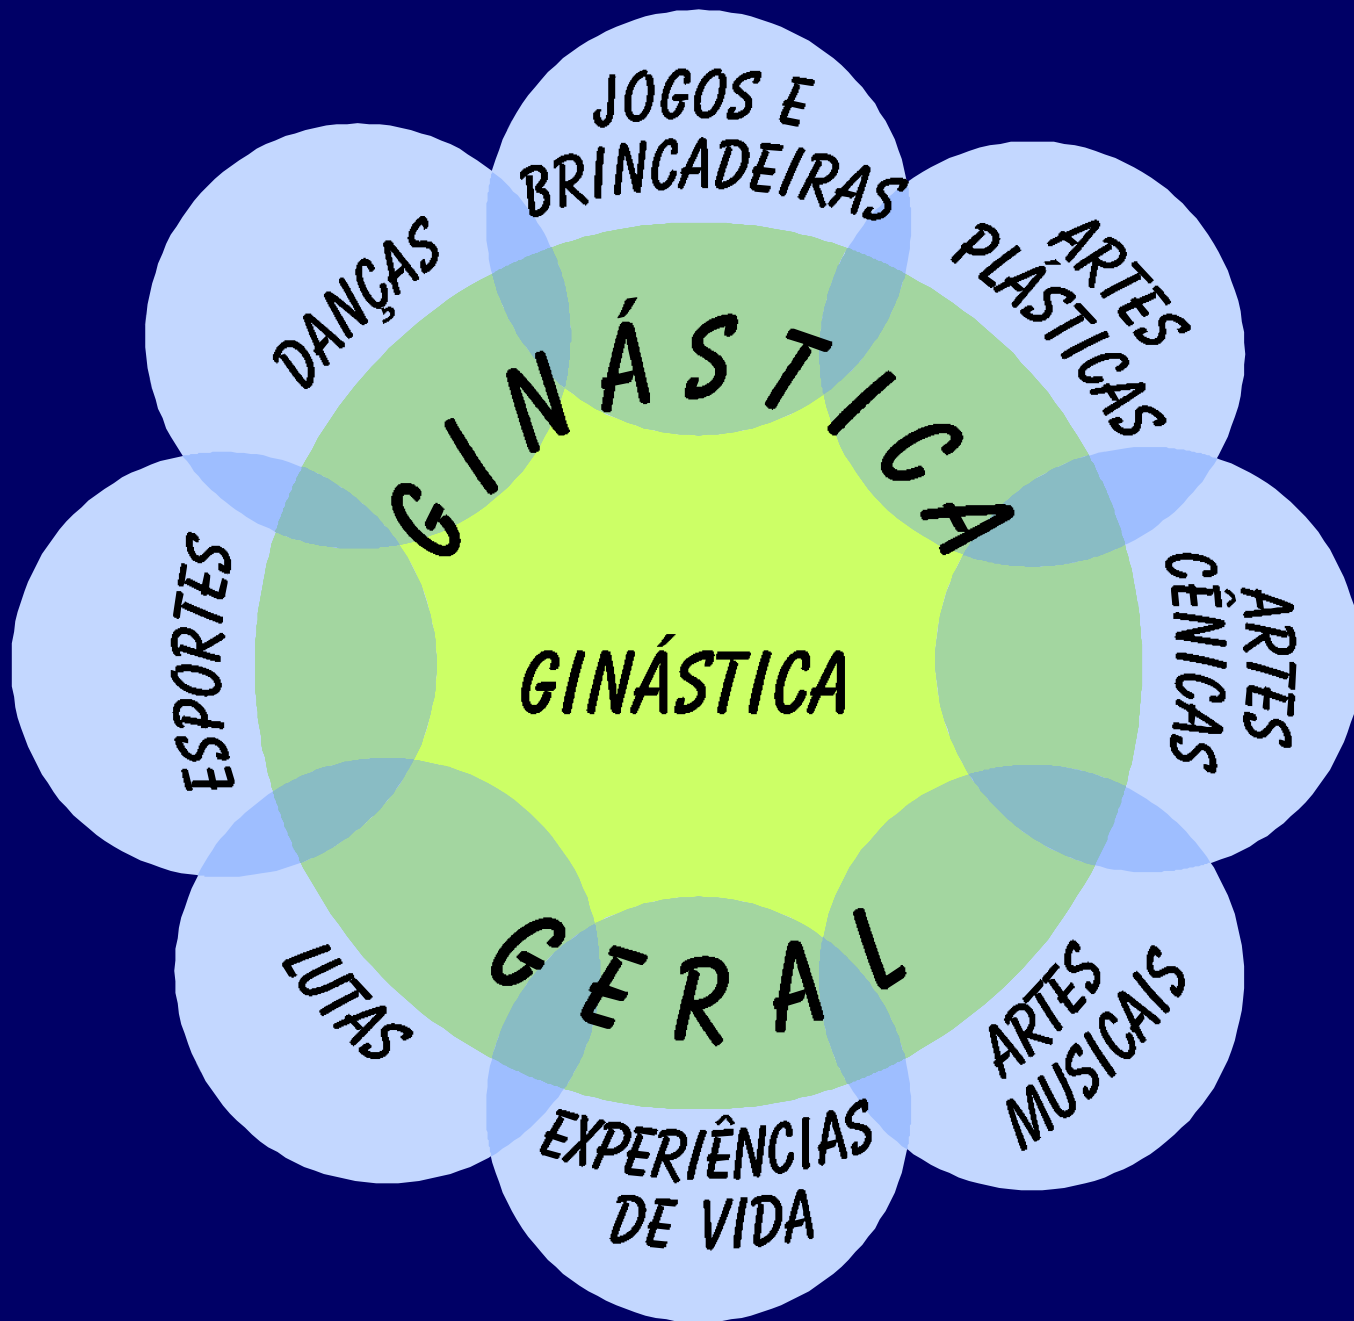 JOGOS E
BRINCADEIRAS
ARTES
PLÁSTICAS
ARTES
CÊNICAS
ARTES
MUSICAIS
EXPERIÊNCIAS
DE VIDA
LUTAS
ESPORTES
DANÇAS
GINÁSTICA
GINÁSTICA
GERAL